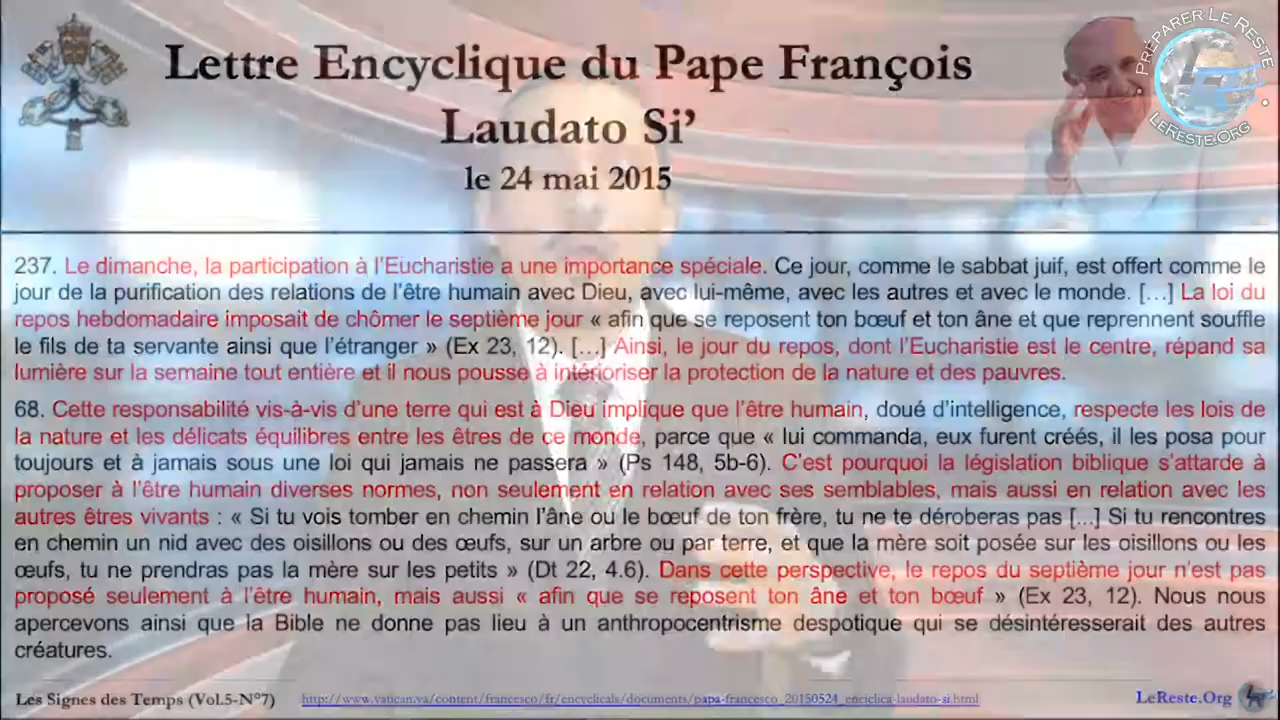 Lettre Encyclique du Pape François
Laudato Si’
le 24 mai 2015
PRÉPARER LE RESTE
LERESTE.ORG
237. Le dimanche, la participation à l’Eucharistie a une importance spéciale. Ce jour, comme le sabbat juif, est offert comme le
jour de la purification des relations de l’être humain avec Dieu, avec lui-même, avec les autres et avec le monde. […] La loi du
repos hebdomadaire imposait de chômer le septième jour « afin que se reposent ton bœuf et ton âne et que reprennent souffle
le fils de ta servante ainsi que l’étranger » (Ex 23, 12). […] Ainsi, le jour du repos, dont l’Eucharistie est le centre, répand sa
lumière sur la semaine tout entière et il nous pousse à intérioriser la protection de la nature et des pauvres.
68. Cette responsabilité vis-à-vis d’une terre qui est à Dieu implique que l’être humain, doué d’intelligence, respecte les lois de
la nature et les délicats équilibres entre les êtres de ce monde, parce que « lui commanda, eux furent créés, il les posa pour
toujours et à jamais sous une loi qui jamais ne passera » (Ps 148, 5b-6). C’est pourquoi la législation biblique s’attarde à
proposer à l’être humain diverses normes, non seulement en relation avec ses semblables, mais aussi en relation avec les
autres êtres vivants : « Si tu vois tomber en chemin l’âne ou le bœuf de ton frère, tu ne te déroberas pas […] Si tu rencontres
en chemin un nid avec des oisillons ou des œufs, sur un arbre ou par terre, et que la mère soit posée sur les oisillons ou les
œufs, tu ne prendras pas la mère sur les petits » (Dt 22, 4.6). Dans cette perspective, le repos du septième jour n’est pas
proposé seulement à l’être humain, mais aussi « afin que se reposent ton âne et ton bœuf » (Ex 23, 12). Nous nous
apercevons ainsi que la Bible ne donne pas lieu à un anthropocentrisme despotique qui se désintéresserait des autres
créatures.
Les Signes des Temps (Vol.5-N°7) http://www.vatican.va/content/francesco/fr/encyclicals/documents/papa-francesco_20150524_enciclica-laudato-si.html LeReste.Org